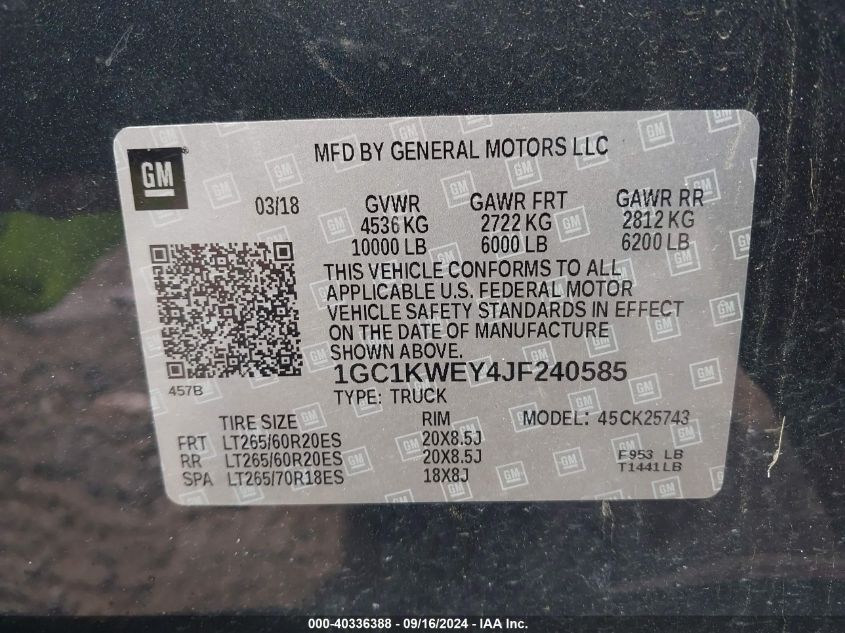 MFD BY GENERAL MOTORS LLC
GM
03/18 GVWR GAWR FRT GAWR RR
4536 KG 2722 KG 2812 KG
10000 LB 6000 LB 6200 LB
THIS VEHICLE CONFORMS TO ALL
APPLICABLE U.S. FEDERAL MOTOR
VEHICLE SAFETY STANDARDS IN EFFECT
ON THE DATE OF MANUFACTURE
SHOWN ABOVE.
1GC1KWEY4JF240585
457B
TYPE: TRUCK
TIRE SIZE RIM MODEL: 45CK25743
FRT LT265/60R20ES 20X8.5J F 953 LB
RR LT265/60R20ES 20X8.5J T1441LB
SPA LT265/70R18ES 18X8J
000-40336388 - 09/16/2024 - IAA Inc.